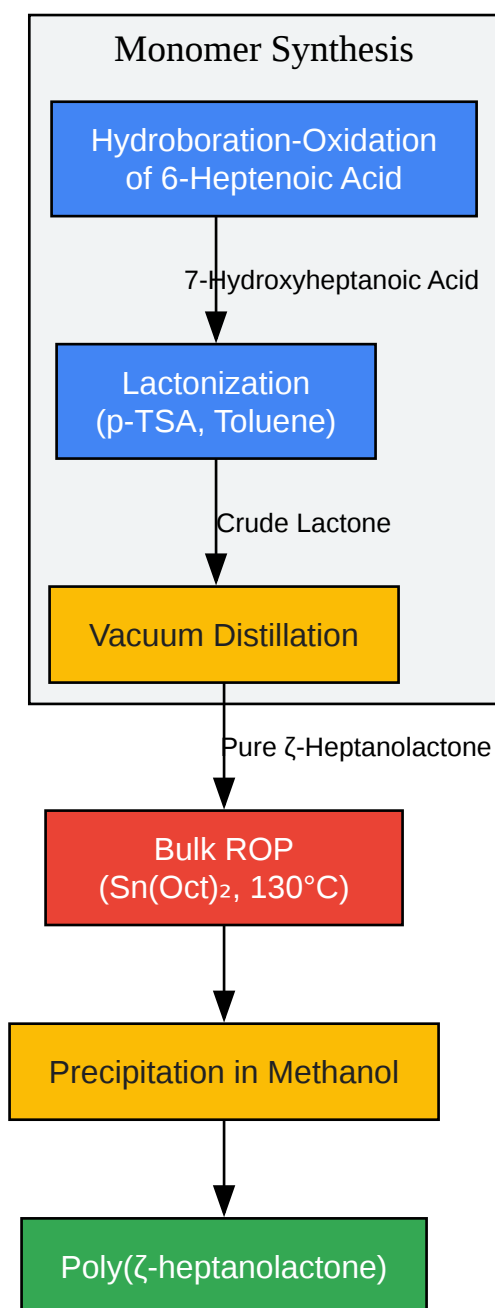 Monomer Synthesis
Hydroboration-Oxidation
of 6-Heptenoic Acid
7-Hydroxyheptanoic Acid
Lactonization
(p-TSA, Toluene)
Crude Lactone
Vacuum Distillation
Pure ζ-Heptanolactone
Bulk ROP
(Sn(Oct)₂, 130°C)
Precipitation in Methanol
Poly(ζ-heptanolactone)